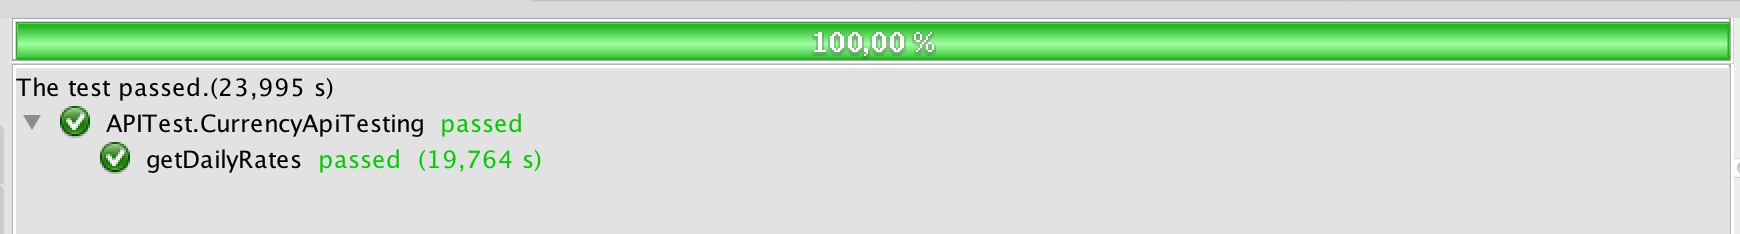 100,00 %
The test passed.(23,995 s)
APITest.CurrencyApiTesting passed
getDailyRates passed (19,764 s)